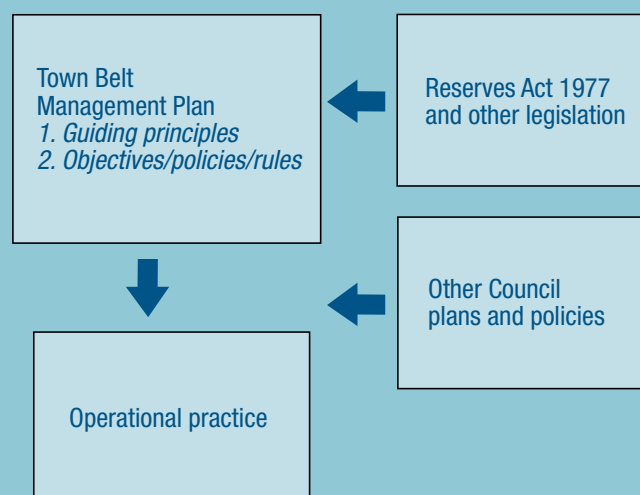 Town Belt
Management Plan
1. Guiding principles
2. Objectives/policies/rules
Reserves Act 1977
and other legislation
Other Council
plans and policies
Operational practice